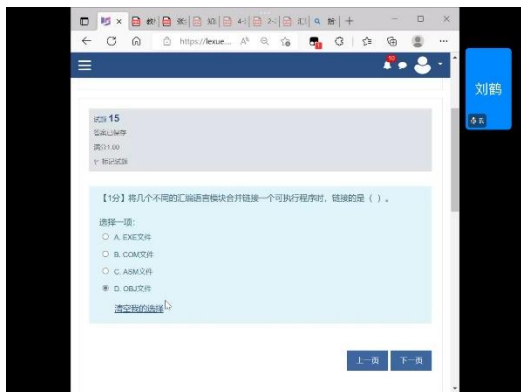 https://lexue...
试题 15
答案已保存
满分1.00
标记试题
【1分】将几个不同的汇编语言模块合并链接一个可执行程序时，链接的是（ ）。
选择一项:
A. EXE文件
B. COM文件
C. ASM文件
D. OBJ文件
清空我的选择
上一页
下一页
刘鹤